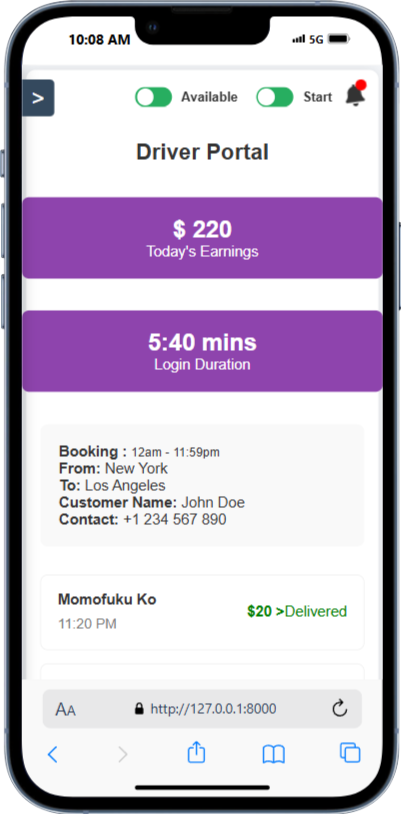 10:08 AM 5G
> Available Start
Driver Portal
$ 220
Today's Earnings
5:40 mins
Login Duration
Booking : 12am - 11:59pm
From: New York
To: Los Angeles
Customer Name: John Doe
Contact: +1 234 567 890
Momofuku Ko
$20 >Delivered
11:20 PM
AA http://127.0.0.1:8000